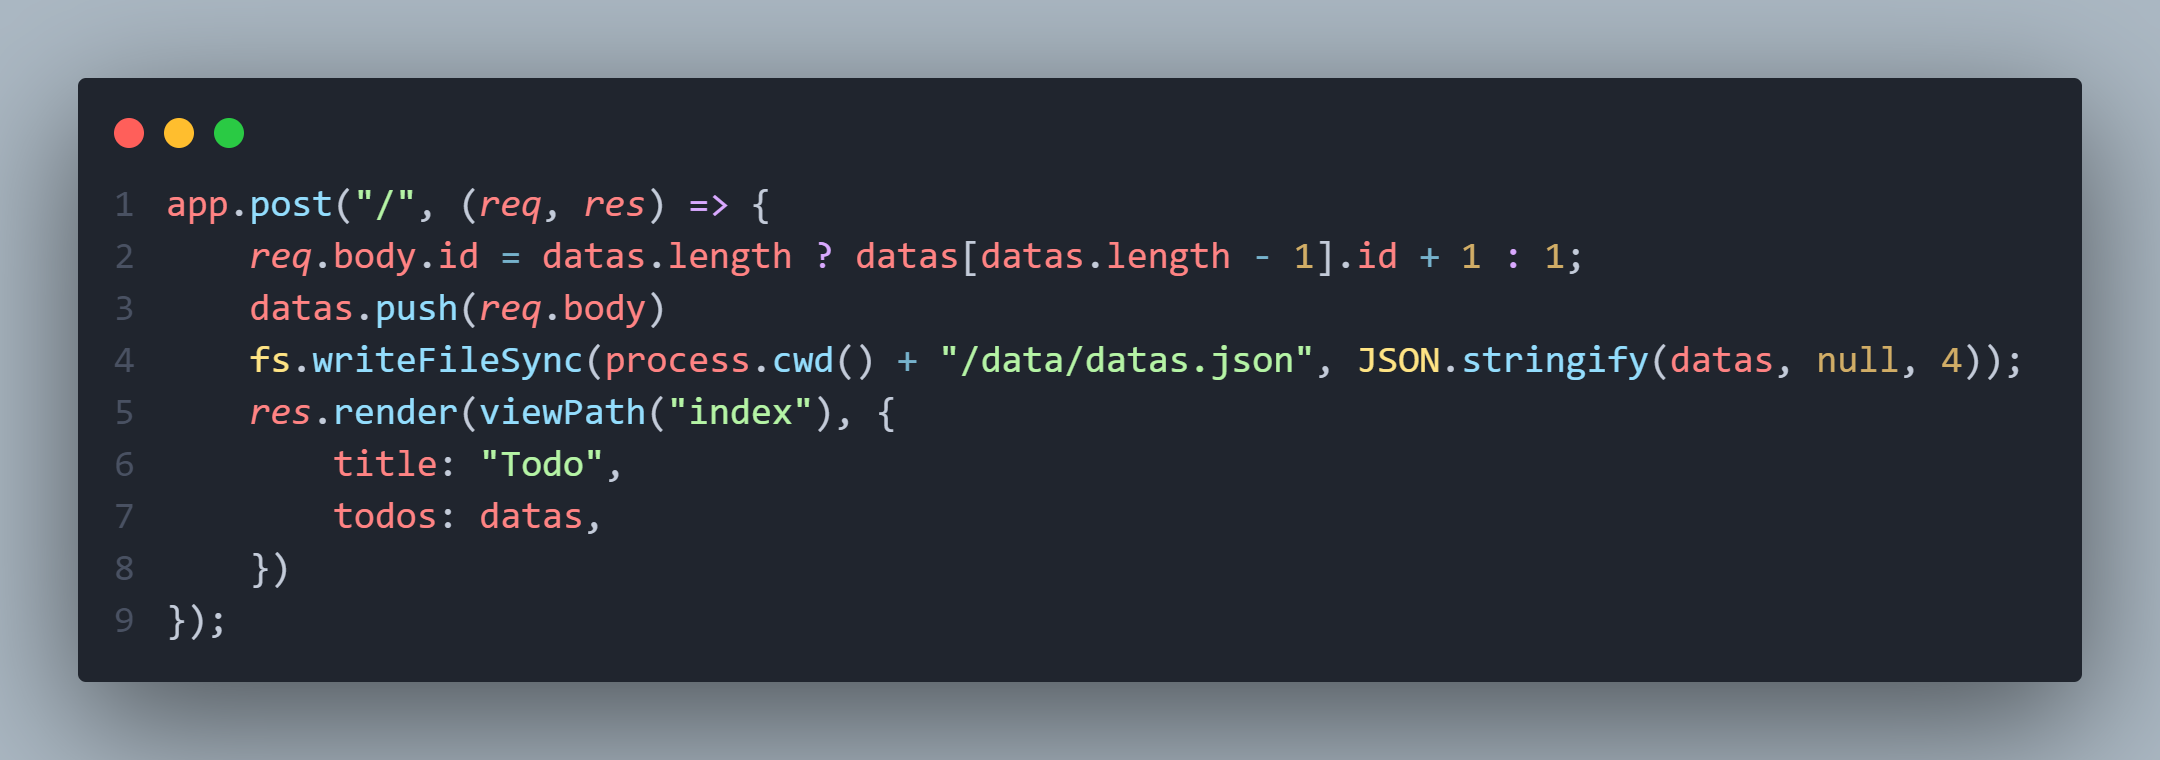 1 app.post("/", (req, res) => {
2     req.body.id = datas.length ? datas[datas.length - 1].id + 1 : 1;
3     datas.push(req.body)
4     fs.writeFileSync(process.cwd() + "/data/datas.json", JSON.stringify(datas, null, 4));
5     res.render(viewPath("index"), {
6         title: "Todo",
7         todos: datas,
8     })
9 });